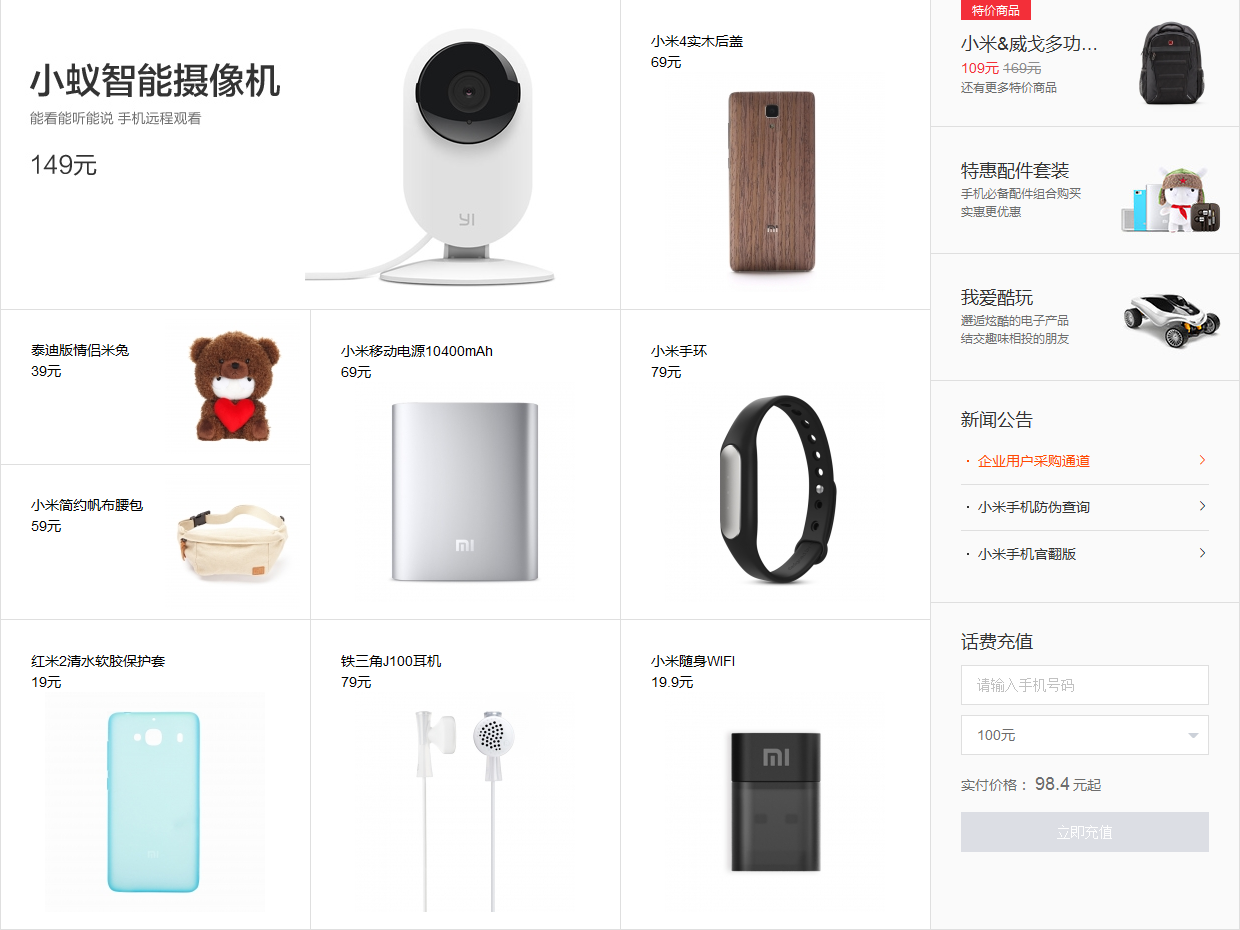 小蚁智能摄像机
能看能听能说 手机远程观看
149元
YI
小米4实木后盖
69元
mi
泰迪版情侣米兔
39元
小米简约帆布腰包
59元
小米移动电源10400mAh
69元
mi
小米手环
79元
红米2清水软胶保护套
19元
mi
铁三角J100耳机
79元
小米随身WIFI
19.9元
mi
特价商品
小米&威戈多功...
109元 169元
还有更多特价商品
特惠配件套装
手机必备配件组合购买
实惠更优惠
我爱酷玩
邂逅炫酷的电子产品
结交趣味相投的朋友
新闻公告
· 企业用户采购通道 >
· 小米手机防伪查询 >
· 小米手机官翻版 >
话费充值
请输入手机号码
100元
实付价格： 98.4 元起
立即充值